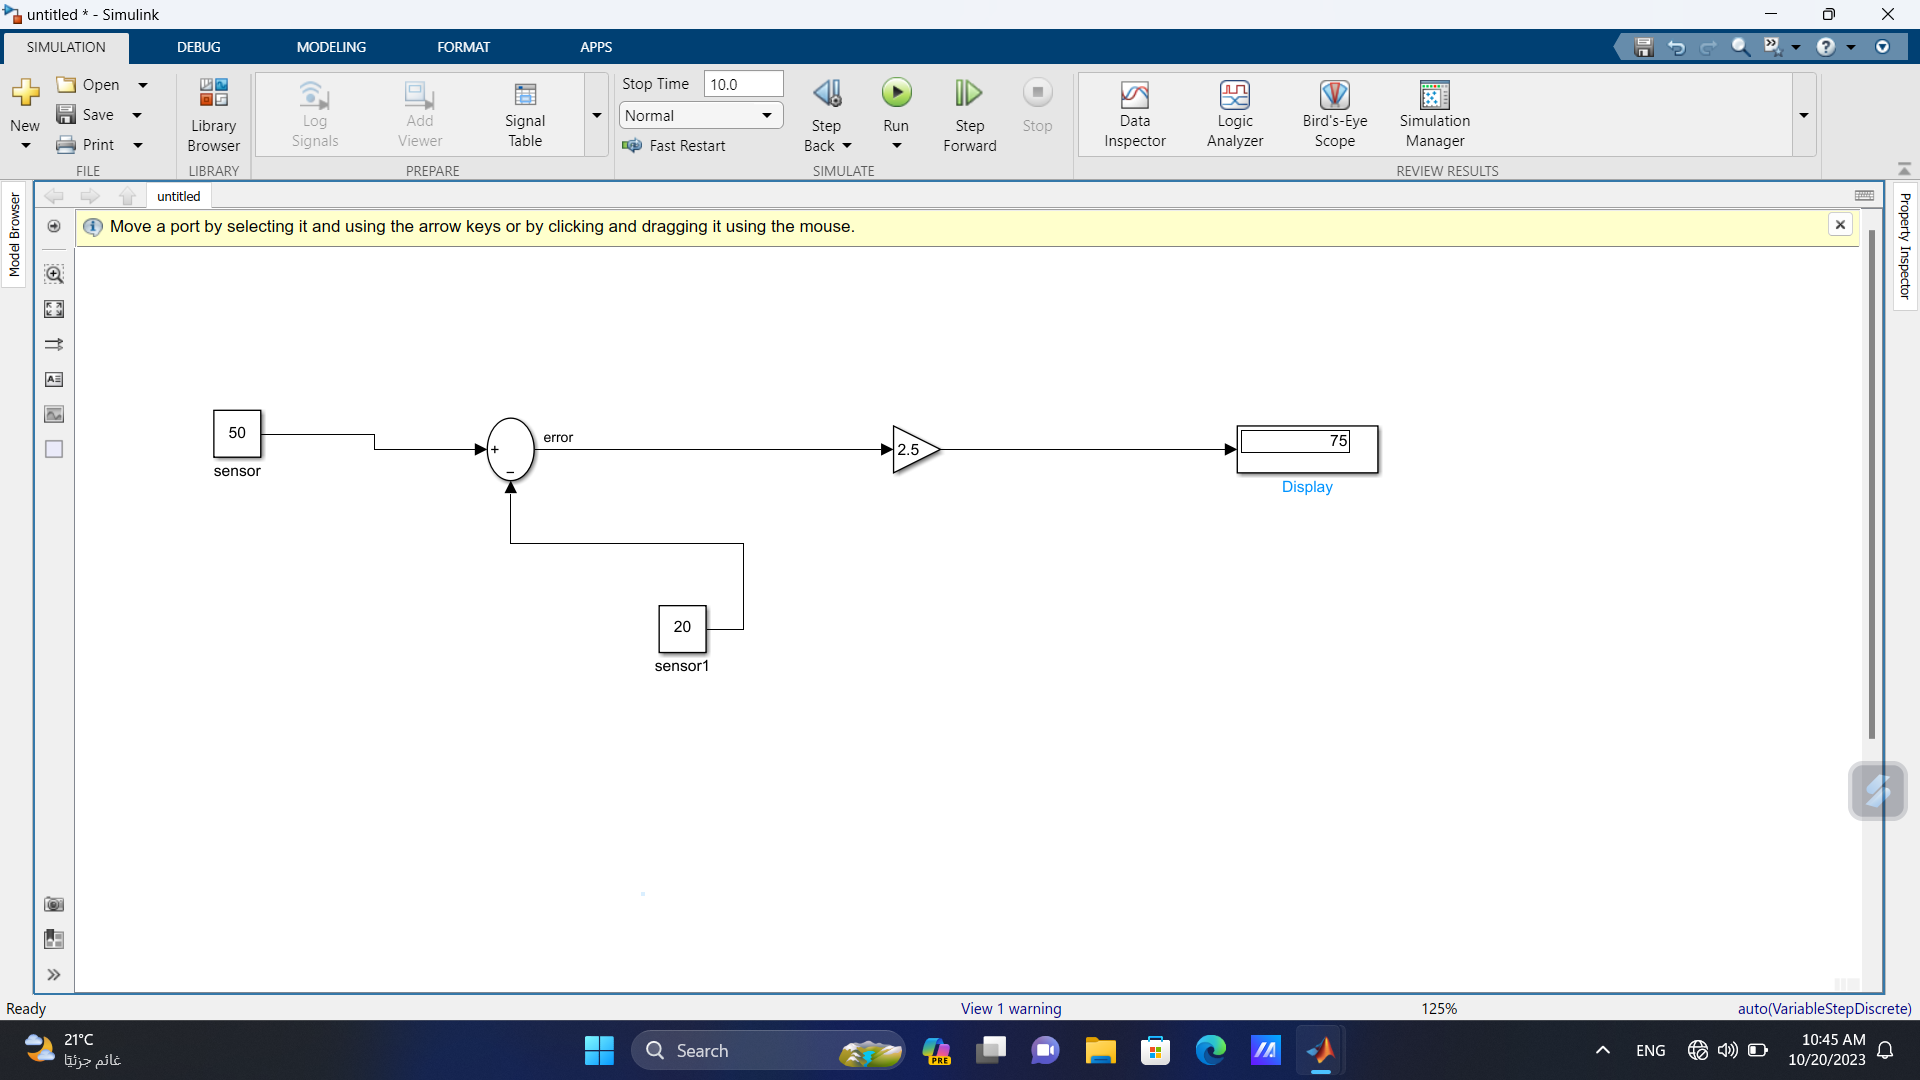 untitled * - Simulink
SIMULATION
DEBUG
MODELING
FORMAT
APPS
New
Open
Save
Print
FILE
Library
Browser
LIBRARY
Log
Signals
Add
Viewer
Signal
Table
PREPARE
Stop Time 10.0
Normal
Fast Restart
Step
Back
Run
Step
Forward
Stop
SIMULATE
Data
Inspector
Logic
Analyzer
Bird's-Eye
Scope
Simulation
Manager
REVIEW RESULTS
Model Browser
untitled
Property Inspector
Move a port by selecting it and using the arrow keys or by clicking and dragging it using the mouse.
50
sensor
+
−
error
2.5
75
Display
20
sensor1
Ready
View 1 warning
125%
auto(VariableStepDiscrete)
21°C
غائم جزئيًا
Search
PRE
ENG
10:45 AM
10/20/2023